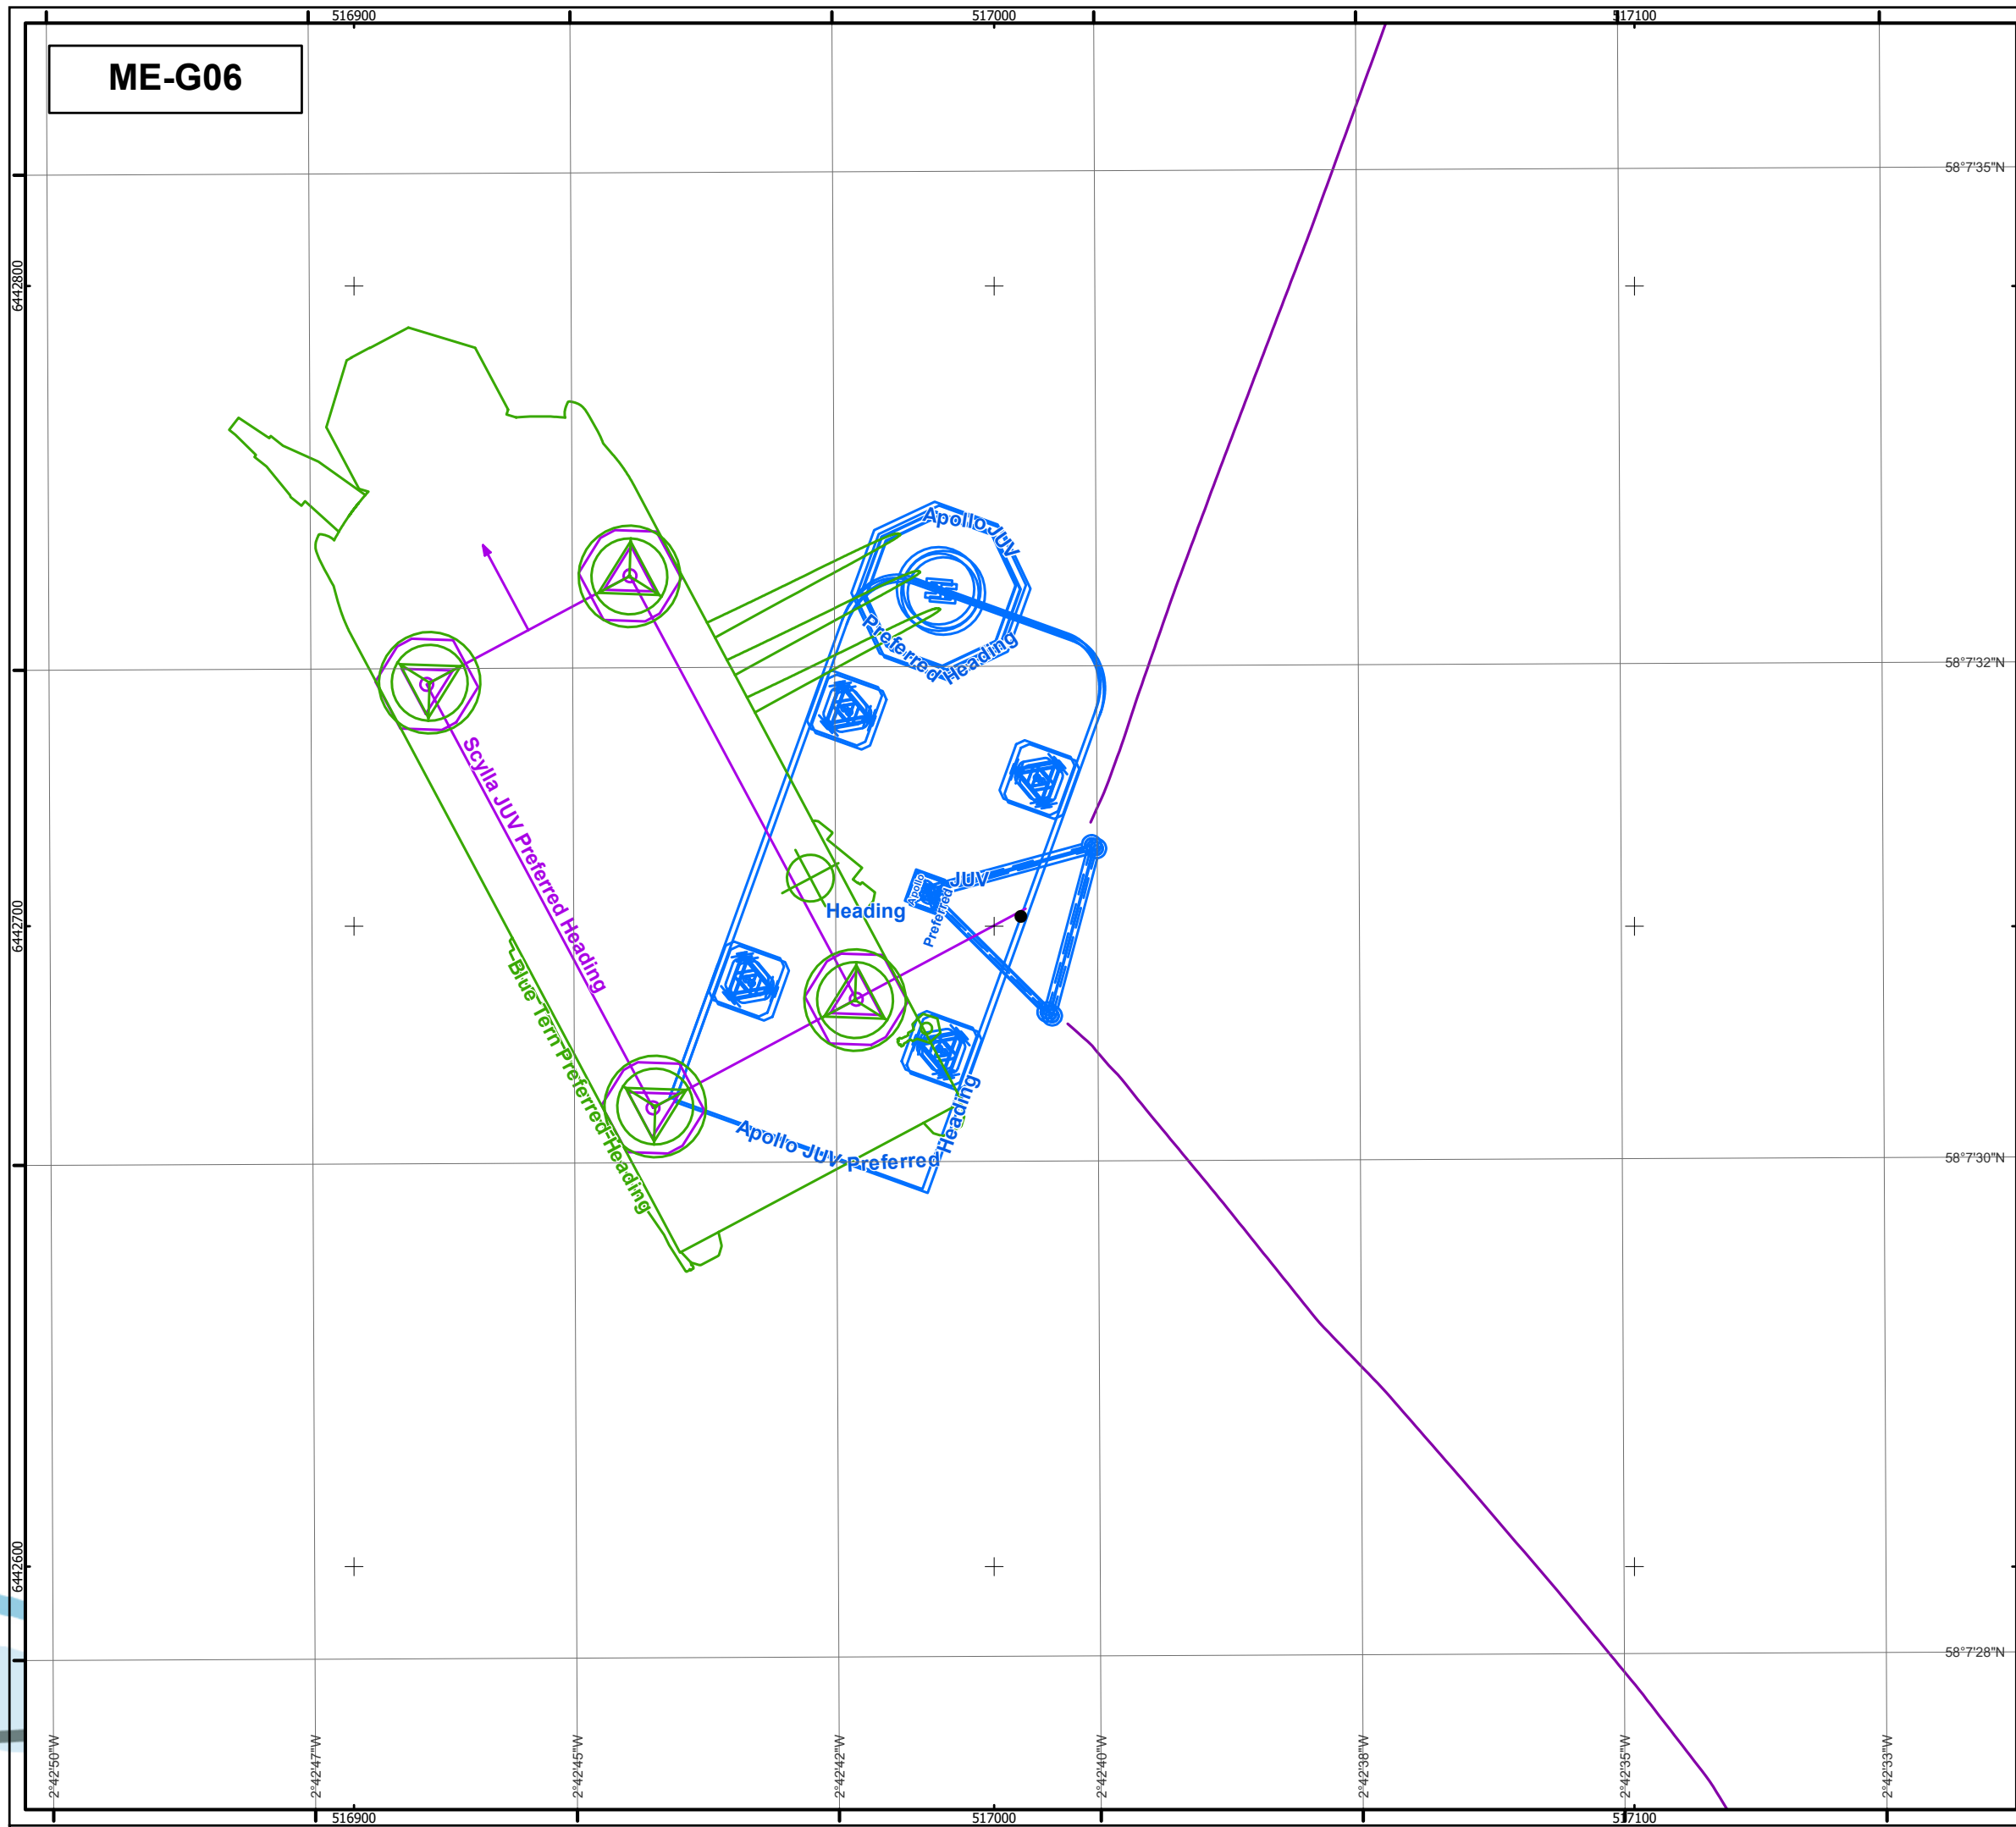 516900
517000
517100
ME-G06
58°7'35"N
6442800
Apollo JUV
Preferred Heading
58°7'32"N
Scylla JUV Preferred Heading
JUV
Apollo
Preferred
Heading
6442700
Blue Tern Preferred Heading
Apollo JUV Preferred Heading
58°7'30"N
6442600
58°7'28"N
2°42'50"W
2°42'47"W
2°42'45"W
2°42'42"W
2°42'40"W
2°42'38"W
2°42'35"W
2°42'33"W
516900
517000
517100